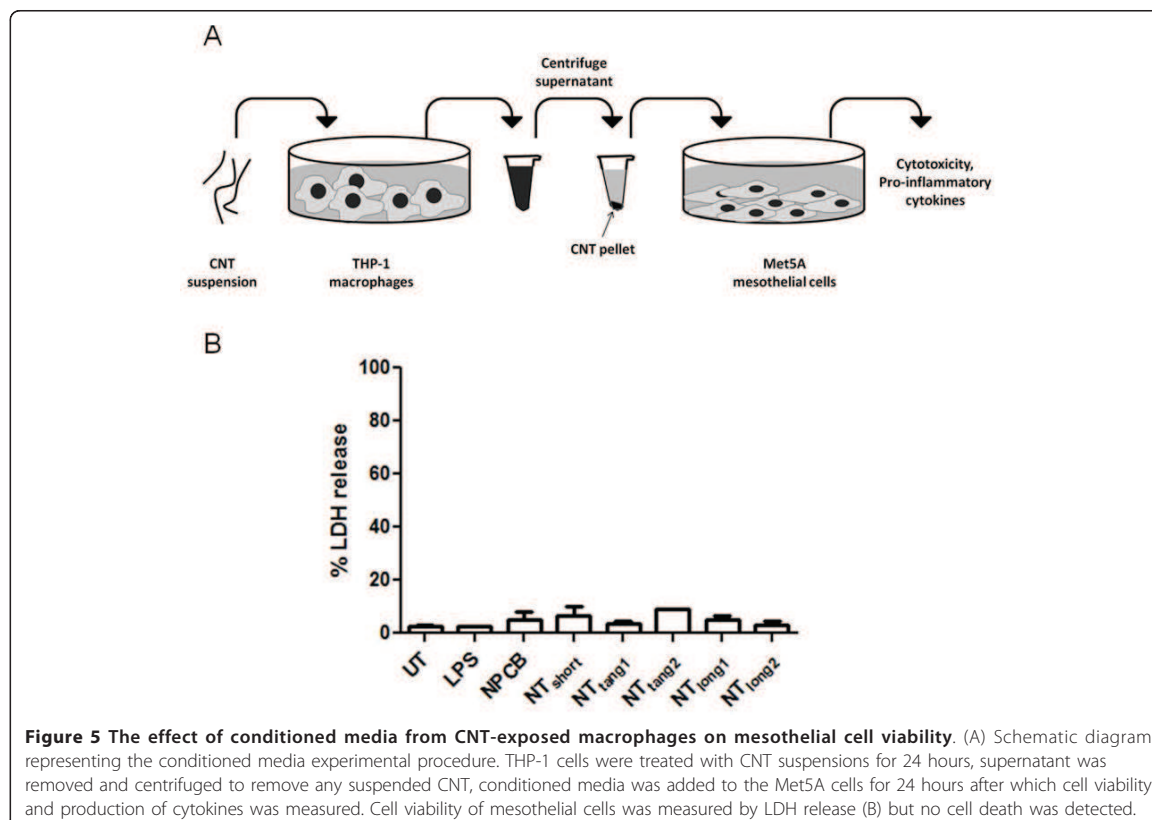 A
Centrifuge
supernatant
Cytotoxicity,
Pro-inflammatory
cytokines
CNT pellet
CNT
suspension
THP-1
macrophages
Met5A
mesothelial cells
B
% LDH release
100
80
60
40
20
0
UT
LPS
NPCB
NTshort
NTtang1
NTtang2
NTlong1
NTlong2
Figure 5 The effect of conditioned media from CNT-exposed macrophages on mesothelial cell viability. (A) Schematic diagram
representing the conditioned media experimental procedure. THP-1 cells were treated with CNT suspensions for 24 hours, supernatant was
removed and centrifuged to remove any suspended CNT, conditioned media was added to the Met5A cells for 24 hours after which cell viability
and production of cytokines was measured. Cell viability of mesothelial cells was measured by LDH release (B) but no cell death was detected.